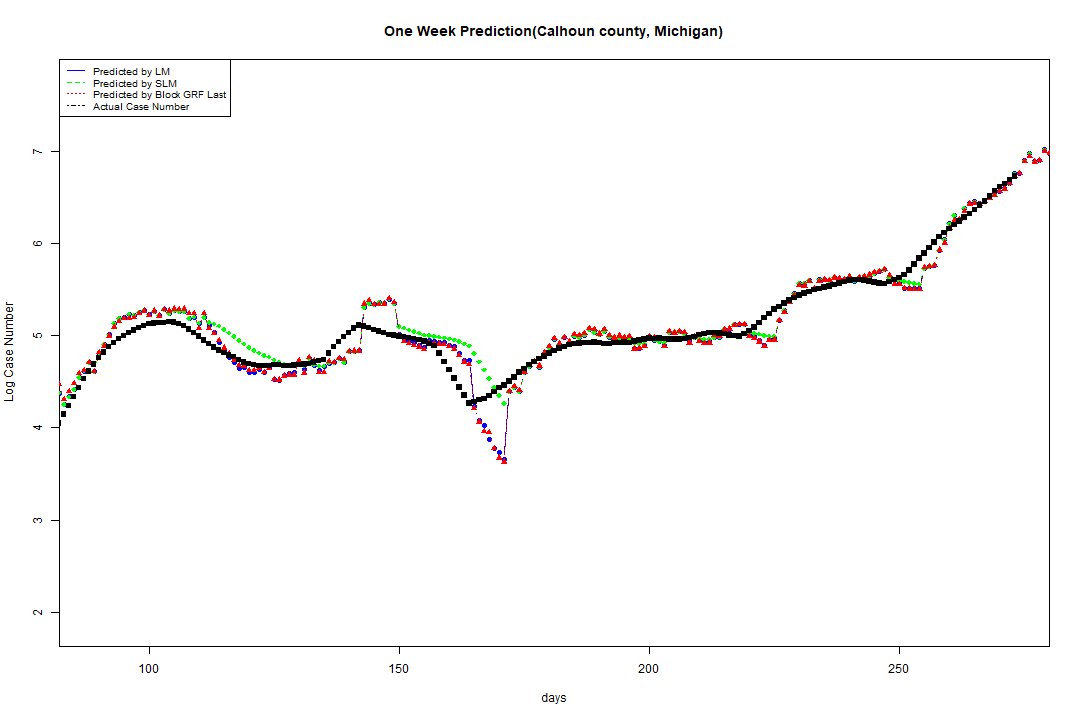 One Week Prediction(Calhoun county, Michigan)
Predicted by LM
Predicted by SLM
Predicted by Block GRF Last
Actual Case Number
7
6
5
4
3
2
Log Case Number
100 150 200 250
days